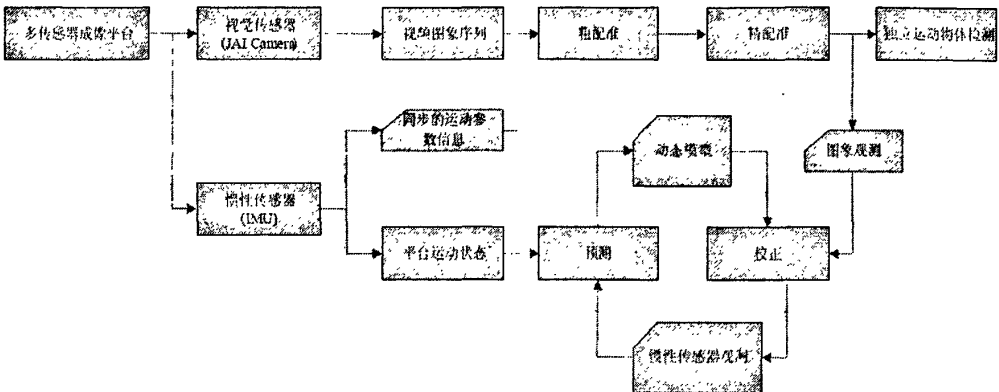 多传感器成像平台
视觉传感器
(JAI Camera)
视频图象序列
粗配准
精配准
独立运动物体检测
同步的运动参
数信息
动态模型
图象观测
惯性传感器
(IMU)
平台运动状态
预测
校正
惯性传感器观测